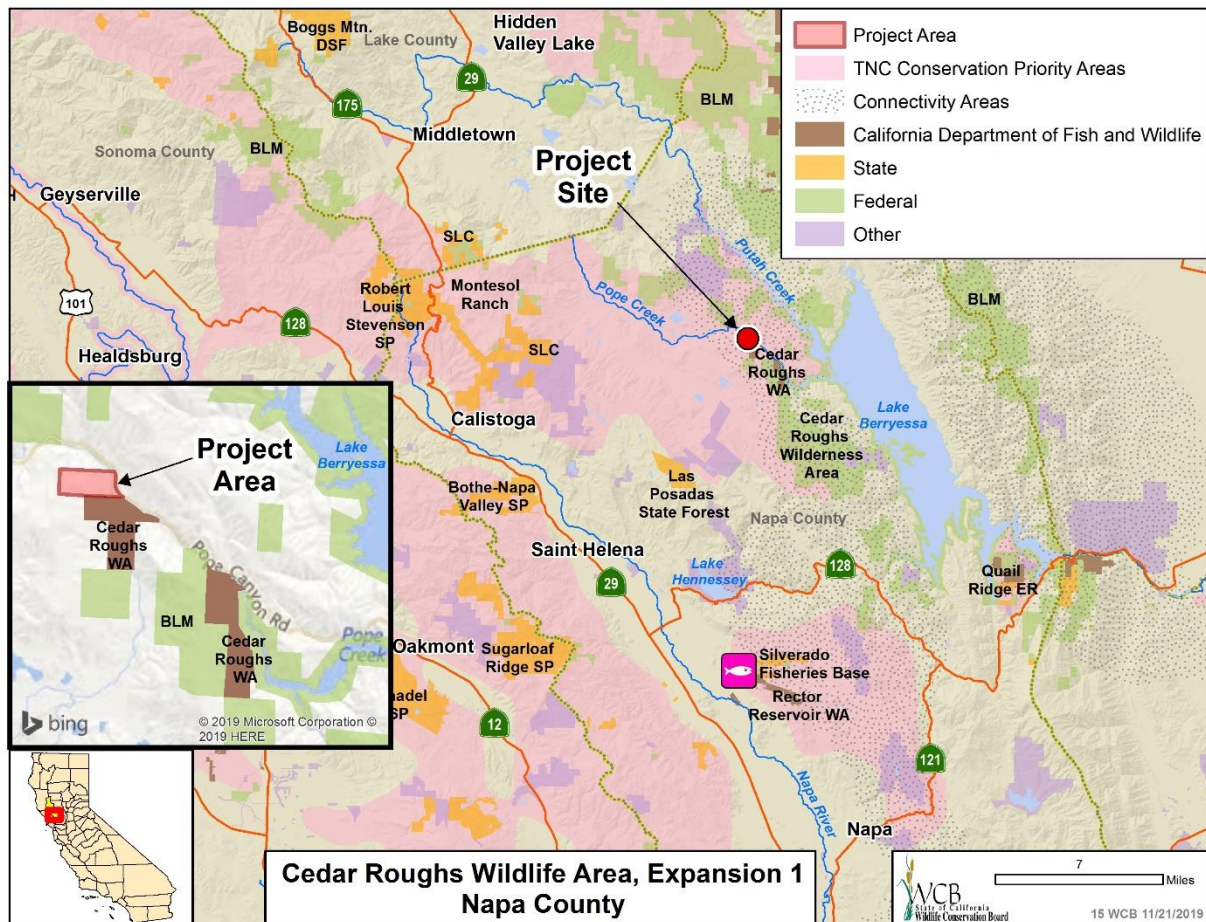 Boggs Mtn.
DSF
Lake County
Hidden
Valley Lake
29
175
BLM
Middletown
Sonoma County
BLM
Geyserville
Project
Site
SLC
Putah Creek
Robert
Louis
Stevenson
SP
Montesol
Ranch
Pope Creek
BLM
101
128
SLC
Healdsburg
Cedar
Roughs
WA
Calistoga
Lake
Berryessa
Cedar
Roughs
Wilderness
Area
Bothe-Napa
Valley SP
Las
Posadas
State Forest
Napa County
Saint Helena
29
Lake
Hennessey
128
Quail
Ridge ER
Oakmont
Sugarloaf
Ridge SP
Silverado
Fisheries Base
Rector
Reservoir WA
SP
12
121
Napa River
Napa
Project Area
TNC Conservation Priority Areas
Connectivity Areas
California Department of Fish and Wildlife
State
Federal
Other
Project
Area
Lake
Berryessa
Cedar
Roughs
WA
Pope Canyon Rd
BLM
Cedar
Roughs
WA
Pope
Creek
bing
© 2019 Microsoft Corporation ©
2019 HERE
Cedar Roughs Wildlife Area, Expansion 1
Napa County
WCB
State of California
Wildlife Conservation Board
7
Miles
15 WCB 11/21/2019